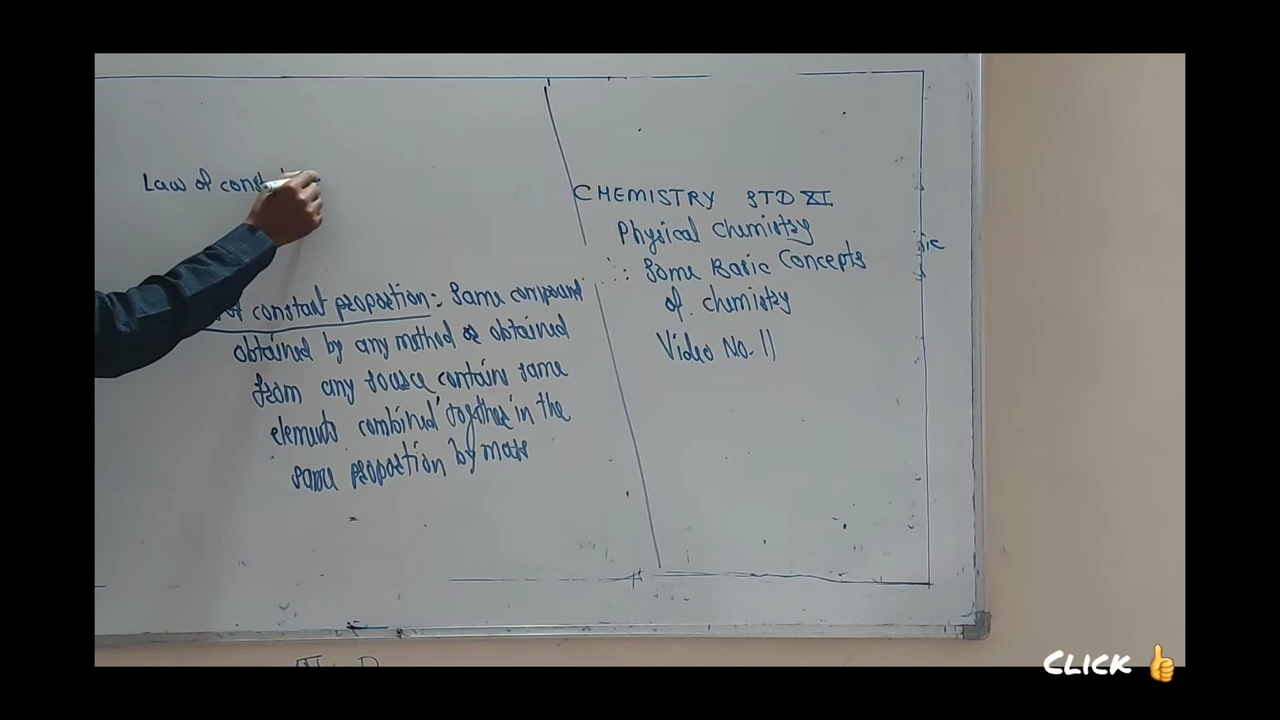 Law of const
of constant proportion:- Same compound
obtained by any method or obtained
from any source contains same
elements combined together in the
same proportion by mass
CHEMISTRY STD XI
Physical Chemistry
∴ Some Basic Concepts
of chemistry
Video No. 11
CLICK 👍